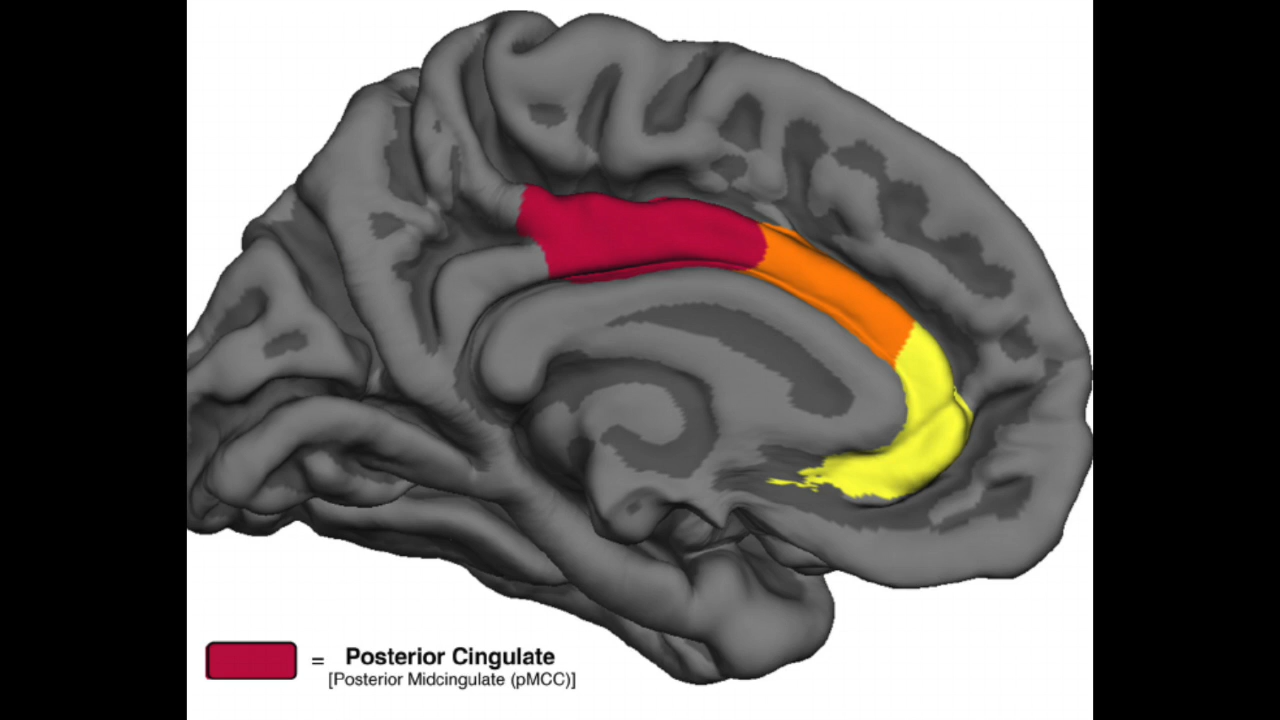 = Posterior Cingulate
[Posterior Midcingulate (pMCC)]